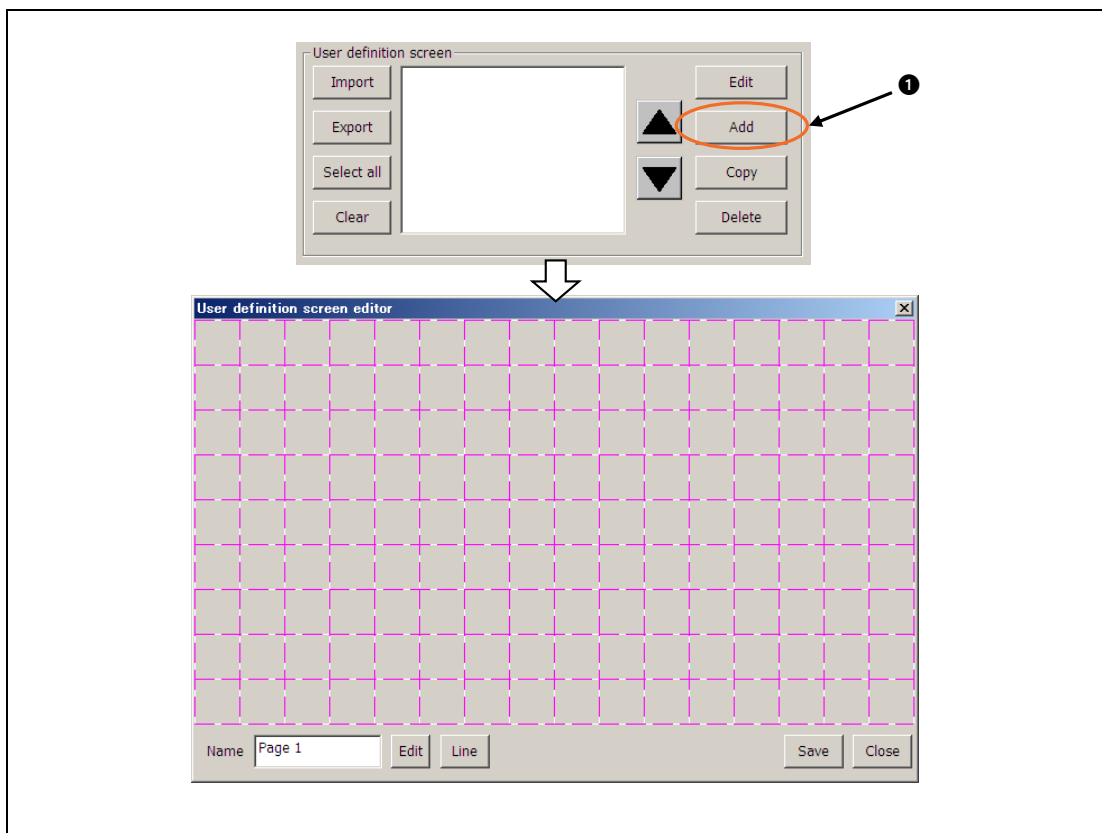 User definition screen
Import
Edit
❶
Export
Add
Select all
Copy
Clear
Delete
User definition screen editor
Name
Page 1
Edit
Line
Save
Close